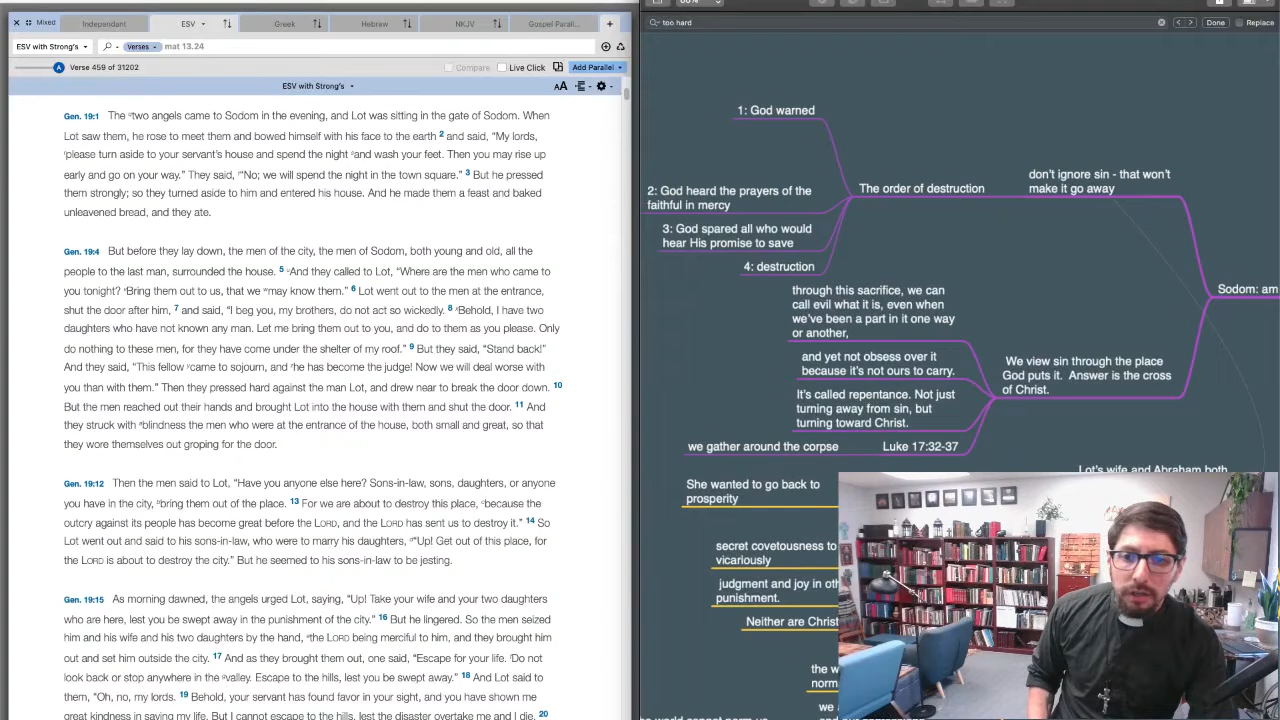 Mixed
Independant
ESV
Greek
Hebrew
NKJV
Gospel Parall...
+
ESV with Strong's
Verses
mat 13.24
Verse 459 of 31202
Compare
Live Click
Add Parallel
ESV with Strong's
AA
Gen. 19:1 The two angels came to Sodom in the evening, and Lot was sitting in the gate of Sodom. When
Lot saw them, he rose to meet them and bowed himself with his face to the earth 2 and said, “My lords,
please turn aside to your servant’s house and spend the night and wash your feet. Then you may rise up
early and go on your way.” They said, “No; we will spend the night in the town square.” 3 But he pressed
them strongly; so they turned aside to him and entered his house. And he made them a feast and baked
unleavened bread, and they ate.
Gen. 19:4 But before they lay down, the men of the city, the men of Sodom, both young and old, all the
people to the last man, surrounded the house. 5 And they called to Lot, “Where are the men who came to
you tonight? Bring them out to us, that we may know them.” 6 Lot went out to the men at the entrance,
shut the door after him, 7 and said, “I beg you, my brothers, do not act so wickedly. 8 Behold, I have two
daughters who have not known any man. Let me bring them out to you, and do to them as you please. Only
do nothing to these men, for they have come under the shelter of my roof.” 9 But they said, “Stand back!”
And they said, “This fellow came to sojourn, and he has become the judge! Now we will deal worse with
you than with them.” Then they pressed hard against the man Lot, and drew near to break the door down. 10
But the men reached out their hands and brought Lot into the house with them and shut the door. 11 And
they struck with blindness the men who were at the entrance of the house, both small and great, so that
they wore themselves out groping for the door.
Gen. 19:12 Then the men said to Lot, “Have you anyone else here? Sons-in-law, sons, daughters, or anyone
you have in the city, bring them out of the place. 13 For we are about to destroy this place, because the
outcry against its people has become great before the LORD, and the LORD has sent us to destroy it.” 14 So
Lot went out and said to his sons-in-law, who were to marry his daughters, “Up! Get out of this place, for
the LORD is about to destroy the city.” But he seemed to his sons-in-law to be jesting.
Gen. 19:15 As morning dawned, the angels urged Lot, saying, “Up! Take your wife and your two daughters
who are here, lest you be swept away in the punishment of the city.” 16 But he lingered. So the men seized
him and his wife and his two daughters by the hand, the LORD being merciful to him, and they brought him
out and set him outside the city. 17 And as they brought them out, one said, “Escape for your life. Do not
look back or stop anywhere in the valley. Escape to the hills, lest you be swept away.” 18 And Lot said to
them, “Oh, no, my lords. 19 Behold, your servant has found favor in your sight, and you have shown me
great kindness in saving my life. But I cannot escape to the hills, lest the disaster overtake me and I die. 20
too hard
Done
Replace
1: God warned
2: God heard the prayers of the
faithful in mercy
3: God spared all who would
hear His promise to save
4: destruction
The order of destruction
don't ignore sin - that won't
make it go away
Sodom: am
through this sacrifice, we can
call evil what it is, even when
we've been a part in it one way
or another,
and yet not obsess over it
because it's not ours to carry.
It's called repentance. Not just
turning away from sin, but
turning toward Christ.
we gather around the corpse
Luke 17:32-37
We view sin through the place
God puts it. Answer is the cross
of Christ.
Lot's wife and Abraham both
She wanted to go back to
prosperity
secret covetousness to
vicariously
judgment and joy in oth
punishment.
Neither are Christ
the w
norm
we a